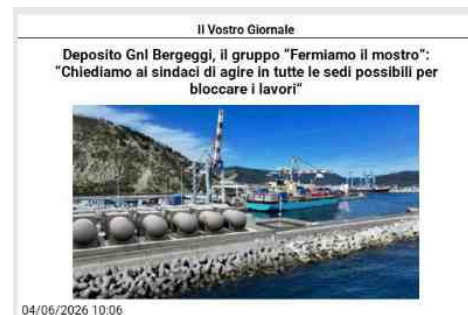 Il Vostro Giornale
Deposito Gnl Bergeggi, il gruppo "Fermiamo il mostro":
"Chiediamo ai sindaci di agire in tutte le sedi possibili per
bloccare i lavori"
04/06/2026 10:06